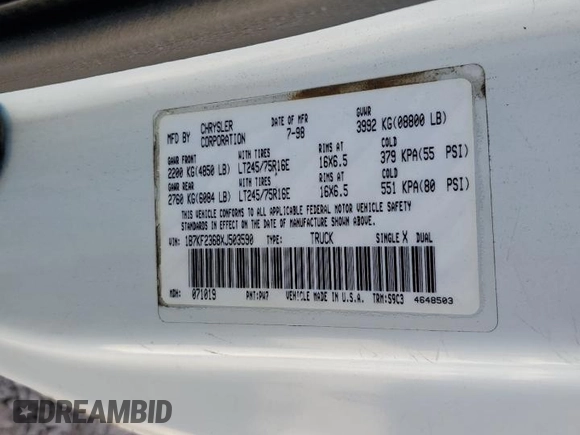 MFD BY CHRYSLER CORPORATION DATE OF MFR 7-98 GVWR 3992 KG(08800 LB)
GAWR FRONT WITH TIRES RIMS AT COLD
2200 KG(4850 LB) LT245/75R16E 16X6.5 379 KPA(55 PSI)
GAWR REAR WITH TIRES RIMS AT COLD
2760 KG(6084 LB) LT245/75R16E 16X6.5 551 KPA(80 PSI)
THIS VEHICLE CONFORMS TO ALL APPLICABLE FEDERAL MOTOR VEHICLE SAFETY
STANDARDS IN EFFECT ON THE DATE OF MANUFACTURE SHOWN ABOVE
VIN: 1B7KF2368XJ503590 TYPE: TRUCK SINGLE X DUAL
MDH: 071019 PNT:PW7 VEHICLE MADE IN U.S.A. TRM:S9C3 4648503
DREAMBID